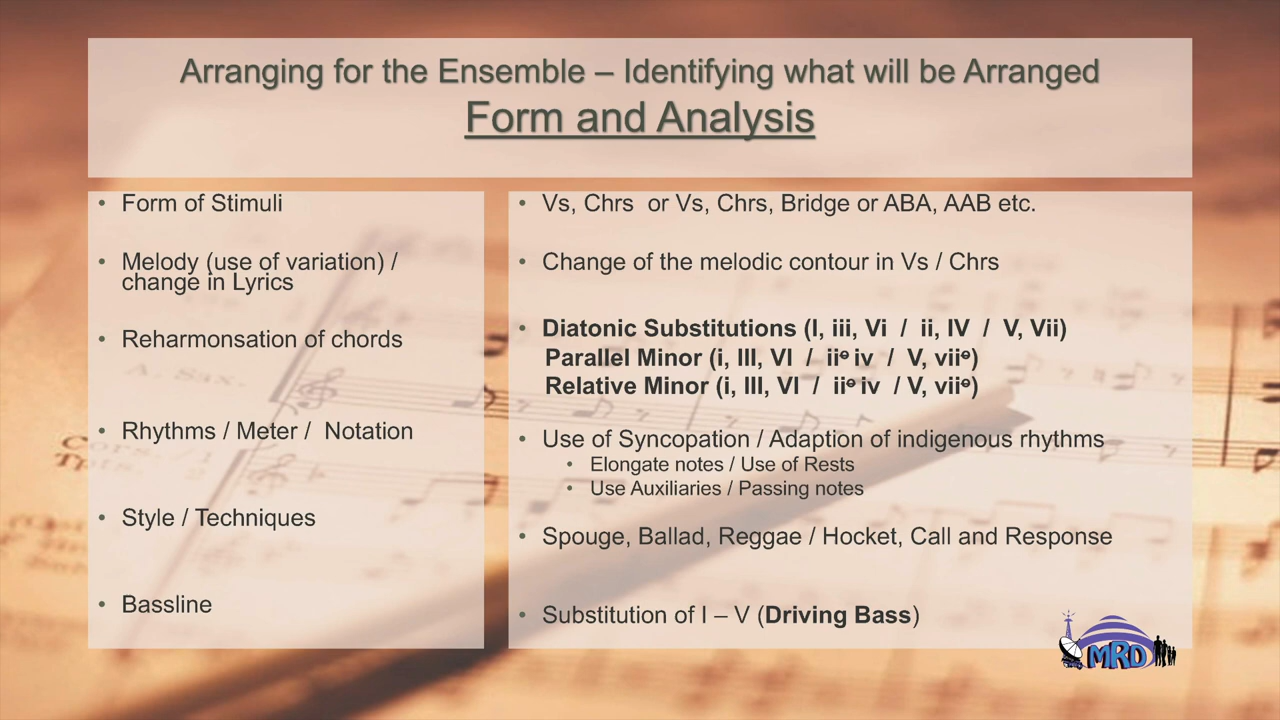 Arranging for the Ensemble – Identifying what will be Arranged
Form and Analysis
• Form of Stimuli
• Melody (use of variation) /
change in Lyrics
• Reharmonsation of chords
• Rhythms / Meter / Notation
• Style / Techniques
• Bassline
• Vs, Chrs or Vs, Chrs, Bridge or ABA, AAB etc.
• Change of the melodic contour in Vs / Chrs
• Diatonic Substitutions (I, iii, Vi / ii, IV / V, Vii)
Parallel Minor (i, III, VI / iiᵒ iv / V, viiᵒ)
Relative Minor (i, III, VI / iiᵒ iv / V, viiᵒ)
• Use of Syncopation / Adaption of indigenous rhythms
• Elongate notes / Use of Rests
• Use Auxiliaries / Passing notes
• Spouge, Ballad, Reggae / Hocket, Call and Response
• Substitution of I – V (Driving Bass)
MRD
A. Sax.